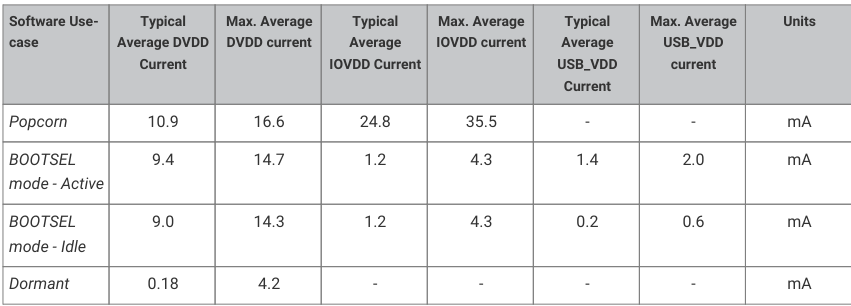 Software Use-case | Typical Average DVDD Current | Max. Average DVDD current | Typical Average IOVDD Current | Max. Average IOVDD current | Typical Average USB_VDD Current | Max. Average USB_VDD current | Units
Popcorn | 10.9 | 16.6 | 24.8 | 35.5 | - | - | mA
BOOTSEL mode - Active | 9.4 | 14.7 | 1.2 | 4.3 | 1.4 | 2.0 | mA
BOOTSEL mode - Idle | 9.0 | 14.3 | 1.2 | 4.3 | 0.2 | 0.6 | mA
Dormant | 0.18 | 4.2 | - | - | - | - | mA